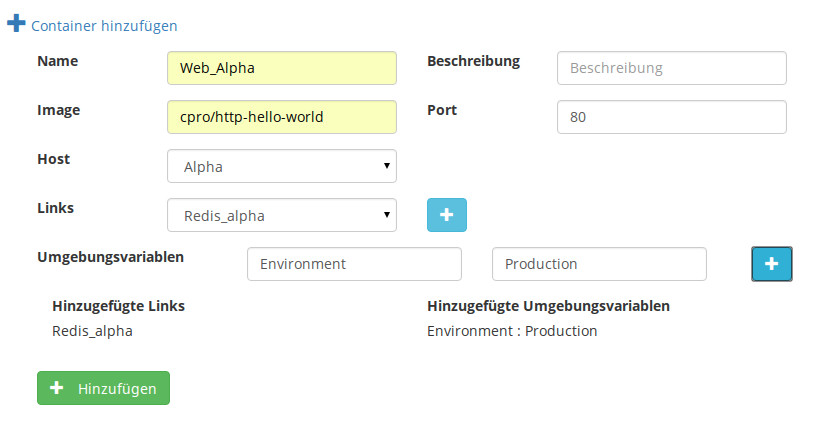 Container hinzufügen
Name Web_Alpha Beschreibung Beschreibung
Image cpro/http-hello-world Port 80
Host Alpha
Links Redis_alpha
Umgebungsvariablen Environment Production
Hinzugefügte Links Hinzugefügte Umgebungsvariablen
Redis_alpha Environment : Production
Hinzufügen